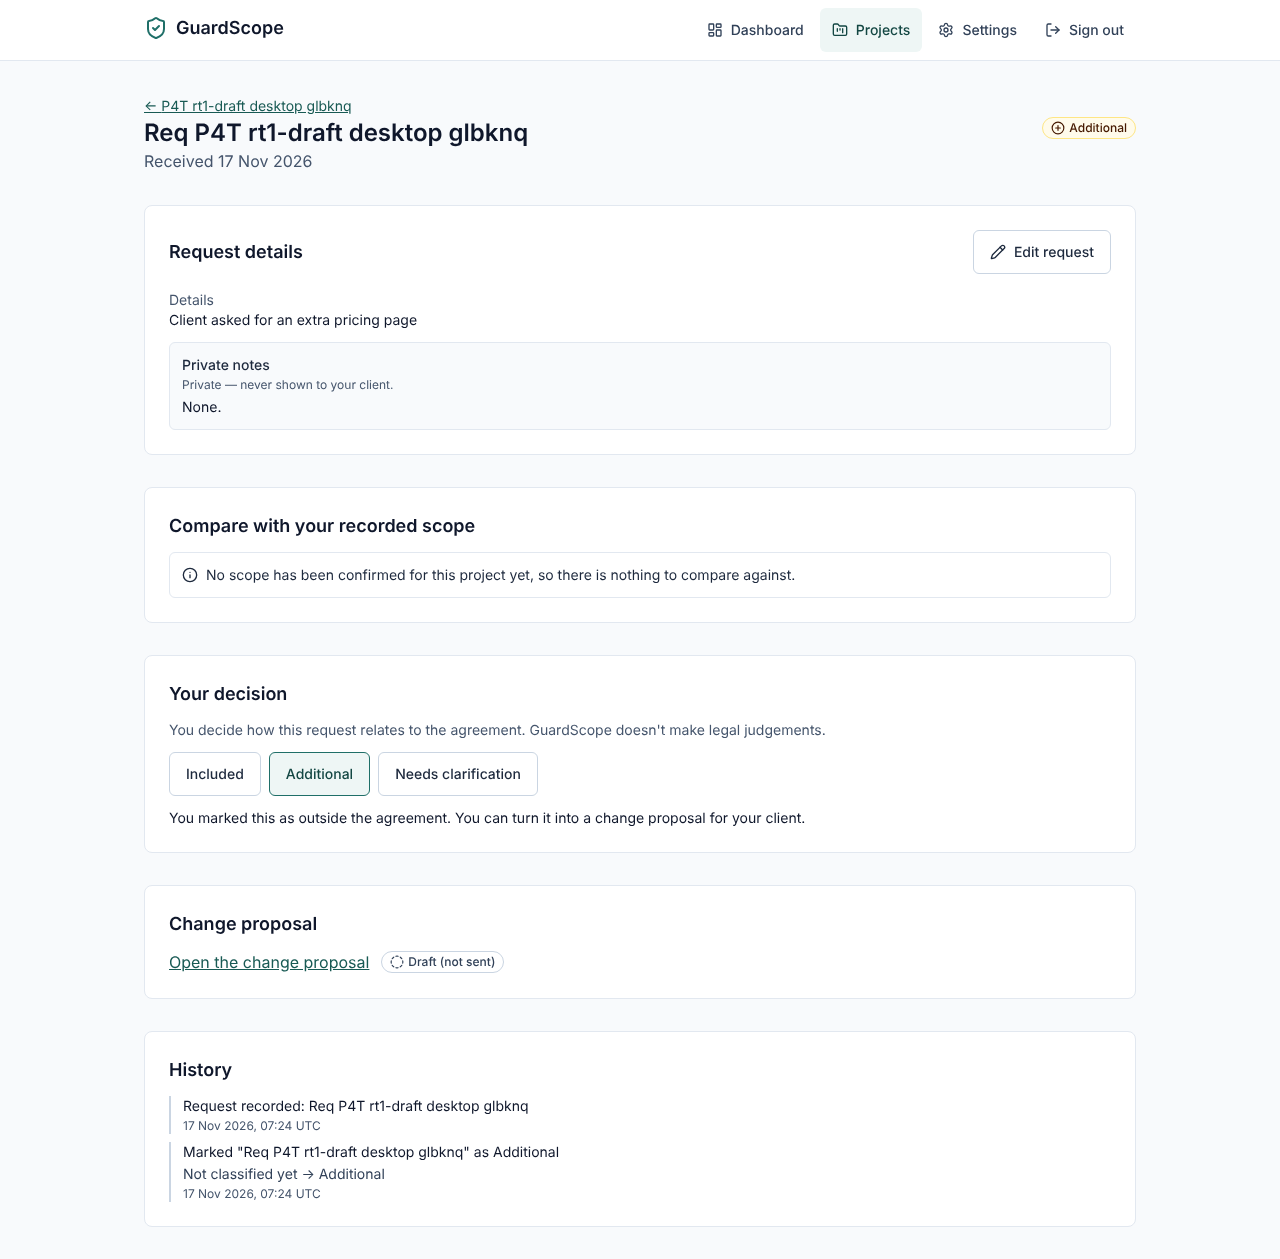 GuardScope
Dashboard
Projects
Settings
Sign out
← P4T rt1-draft desktop glbknq
Req P4T rt1-draft desktop glbknq
Additional
Received 17 Nov 2026
Request details
Edit request
Details
Client asked for an extra pricing page
Private notes
Private — never shown to your client.
None.
Compare with your recorded scope
No scope has been confirmed for this project yet, so there is nothing to compare against.
Your decision
You decide how this request relates to the agreement. GuardScope doesn't make legal judgements.
Included
Additional
Needs clarification
You marked this as outside the agreement. You can turn it into a change proposal for your client.
Change proposal
Open the change proposal
Draft (not sent)
History
Request recorded: Req P4T rt1-draft desktop glbknq
17 Nov 2026, 07:24 UTC
Marked "Req P4T rt1-draft desktop glbknq" as Additional
Not classified yet → Additional
17 Nov 2026, 07:24 UTC